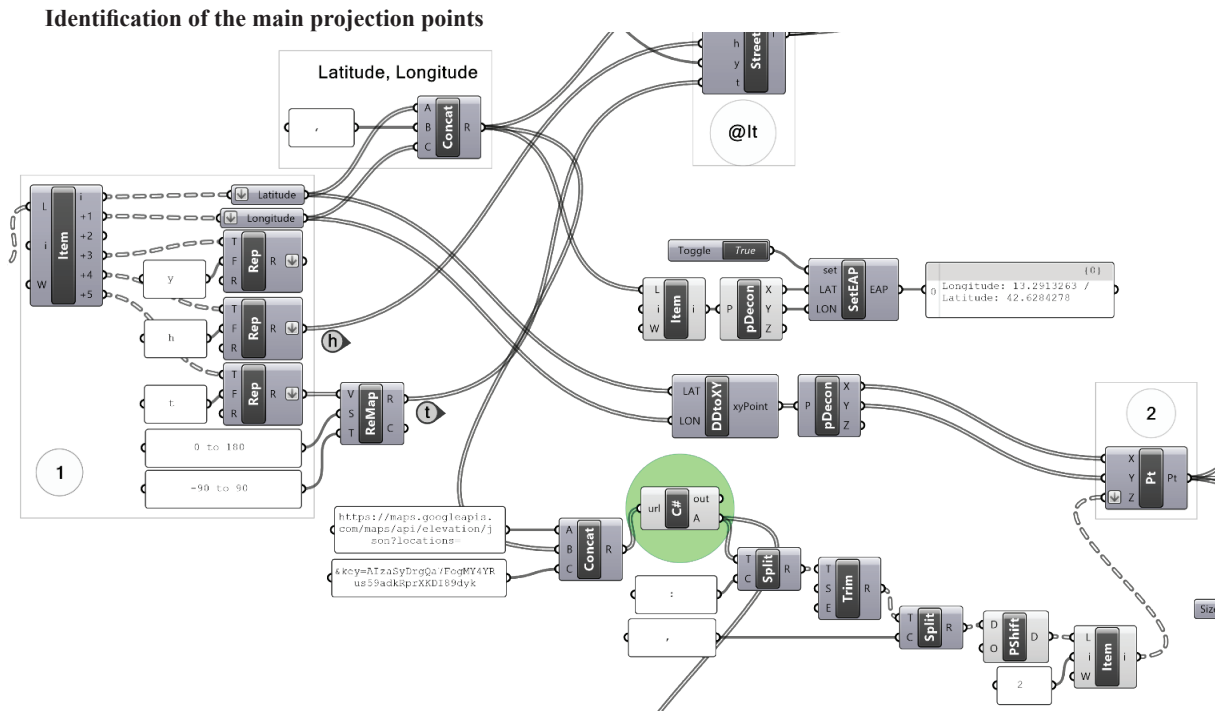 Identification of the main projection points
Latitude, Longitude
,
A
B
C
Concat
R
h
y
t
Street
i
@lt
L
i
W
Item
i
+1
+2
+3
+4
+5
Latitude
Longitude
T
F
R
Rep
R
y
T
F
R
Rep
R
h
h
T
F
R
Rep
R
t
V
S
T
ReMap
R
C
t
0 to 180
-90 to 90
1
Toggle True
L
i
W
Item
i
P
pDecon
X
Y
Z
set
LAT
LON
SetEAP
EAP
{0}
0 Longitude: 13.2913263 /
Latitude: 42.6284278
LAT
LON
DDtoXY
xyPoint
P
pDecon
X
Y
Z
2
X
Y
Z
Pt
Pt
https://maps.googleapis.
com/maps/api/elevation/j
son?locations=
A
B
C
Concat
R
url
C#
out
A
T
C
Split
R
:
,
T
S
E
Trim
R
T
C
Split
R
D
O
PShift
D
L
i
W
Item
i
2